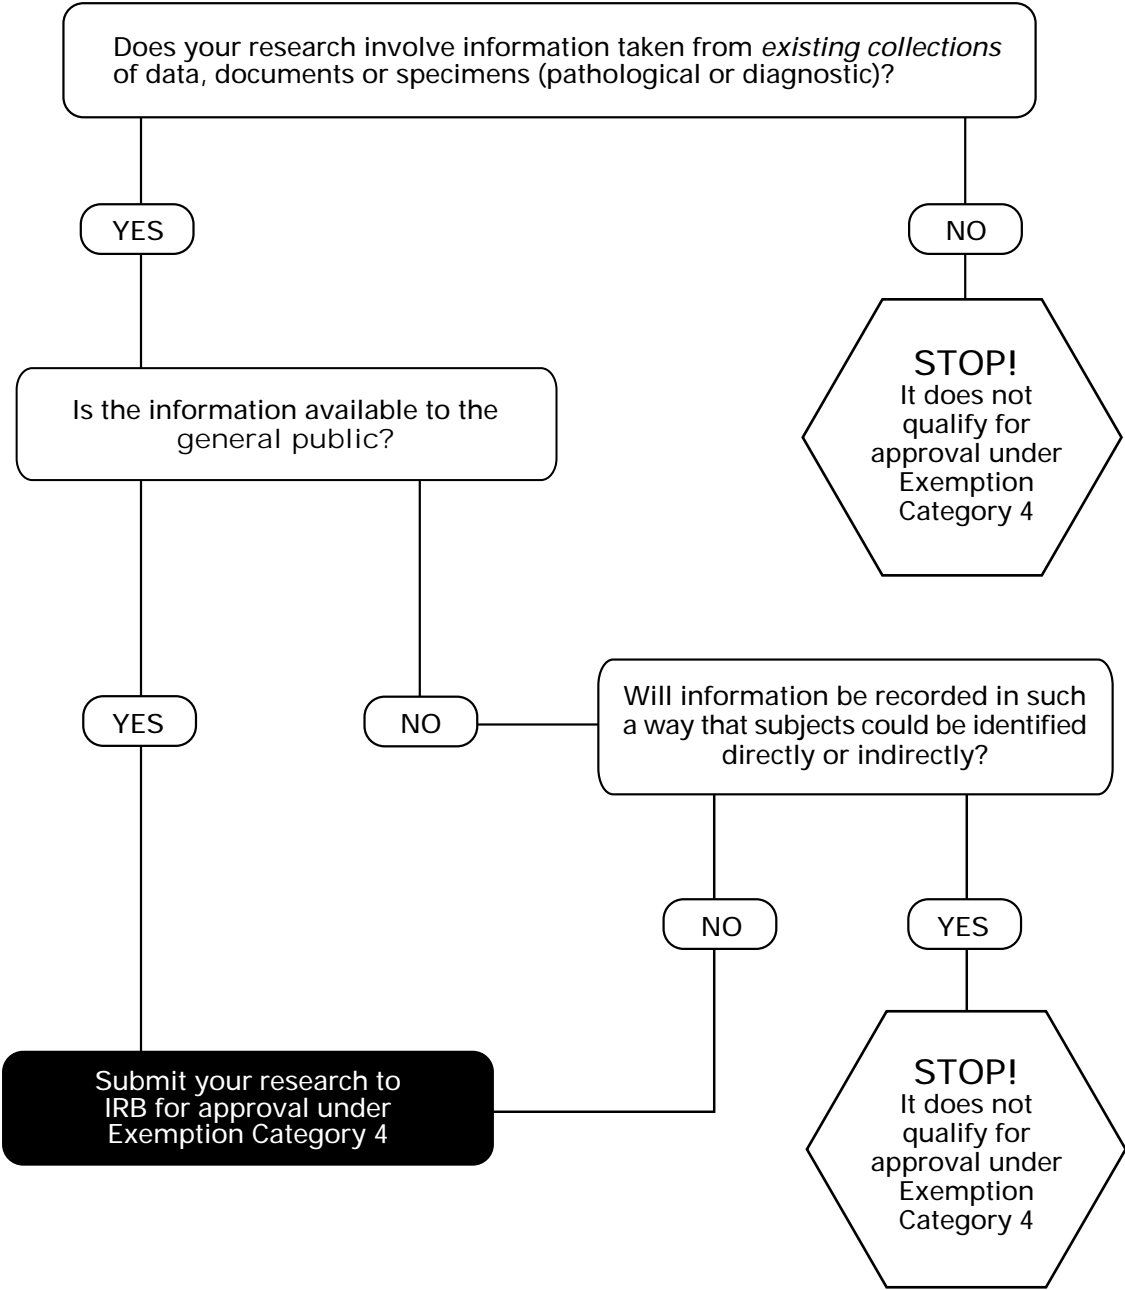 Does your research involve information taken from existing collections
of data, documents or specimens (pathological or diagnostic)?
YES
NO
STOP!
It does not
qualify for
approval under
Exemption
Category 4
Is the information available to the
general public?
YES
NO
Will information be recorded in such
a way that subjects could be identified
directly or indirectly?
NO
YES
Submit your research to
IRB for approval under
Exemption Category 4
STOP!
It does not
qualify for
approval under
Exemption
Category 4